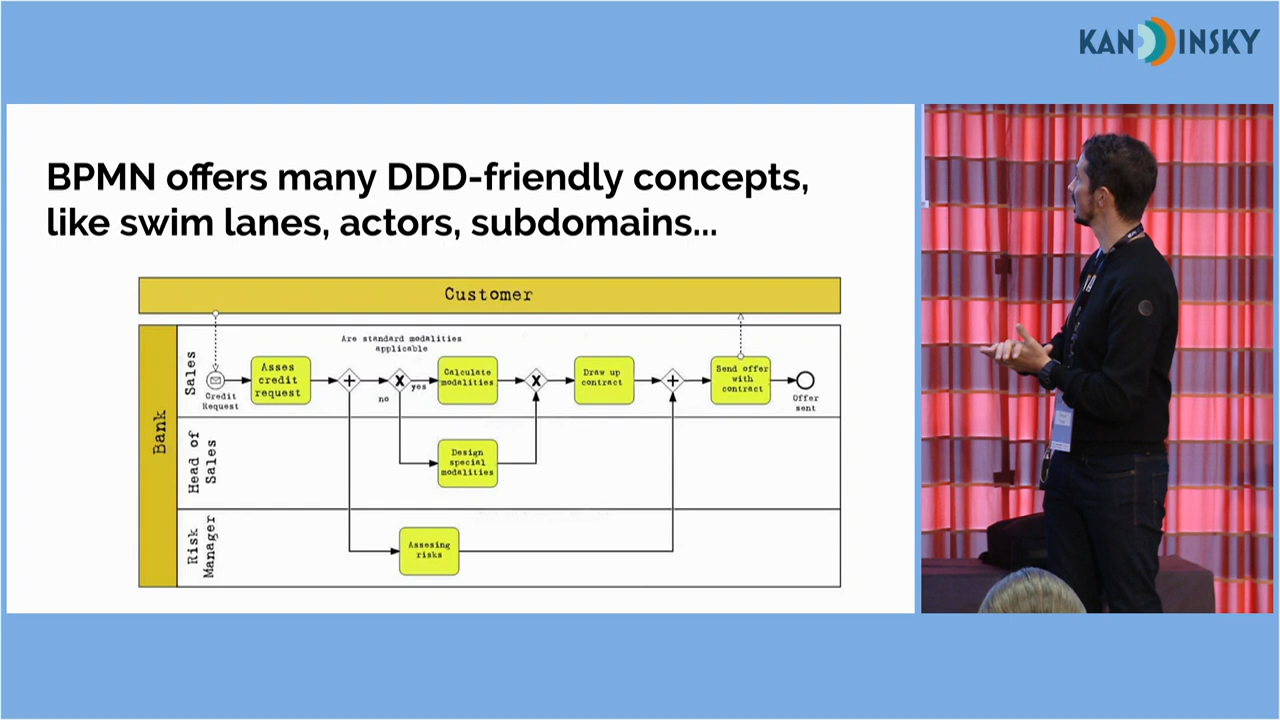 KANDDINSKY
BPMN offers many DDD-friendly concepts,
like swim lanes, actors, subdomains...
Customer
Bank
Sales
Credit
Request
Asses
credit
request
Are standard modalities
applicable
yes
no
Calculate
modalities
Draw up
contract
Send offer
with
contract
Offer
sent
Head of
Sales
Design
special
modalities
Risk
Manager
Assesing
risks